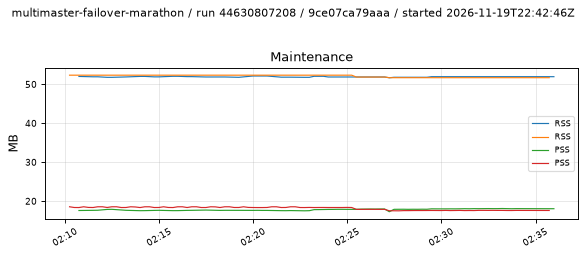 multimaster-failover-marathon / run 44630807208 / 9ce07ca79aaa / started 2026-11-19T22:42:46Z
Maintenance
MB
50
40
30
20
RSS
RSS
PSS
PSS
02:10
02:15
02:20
02:25
02:30
02:35